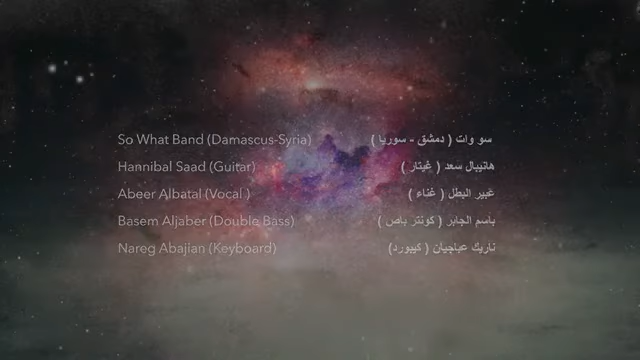 So What Band (Damascus-Syria) سو وات ( دمشق - سوريا )
Hannibal Saad (Guitar) هانيبال سعد ( غيتار )
Abeer Albatal (Vocal ) عبير البطل ( غناء )
Basem Aljaber (Double Bass) باسم الجابر ( كونتر باص )
Nareg Abajian (Keyboard) ناريك عباجيان ( كيبورد)